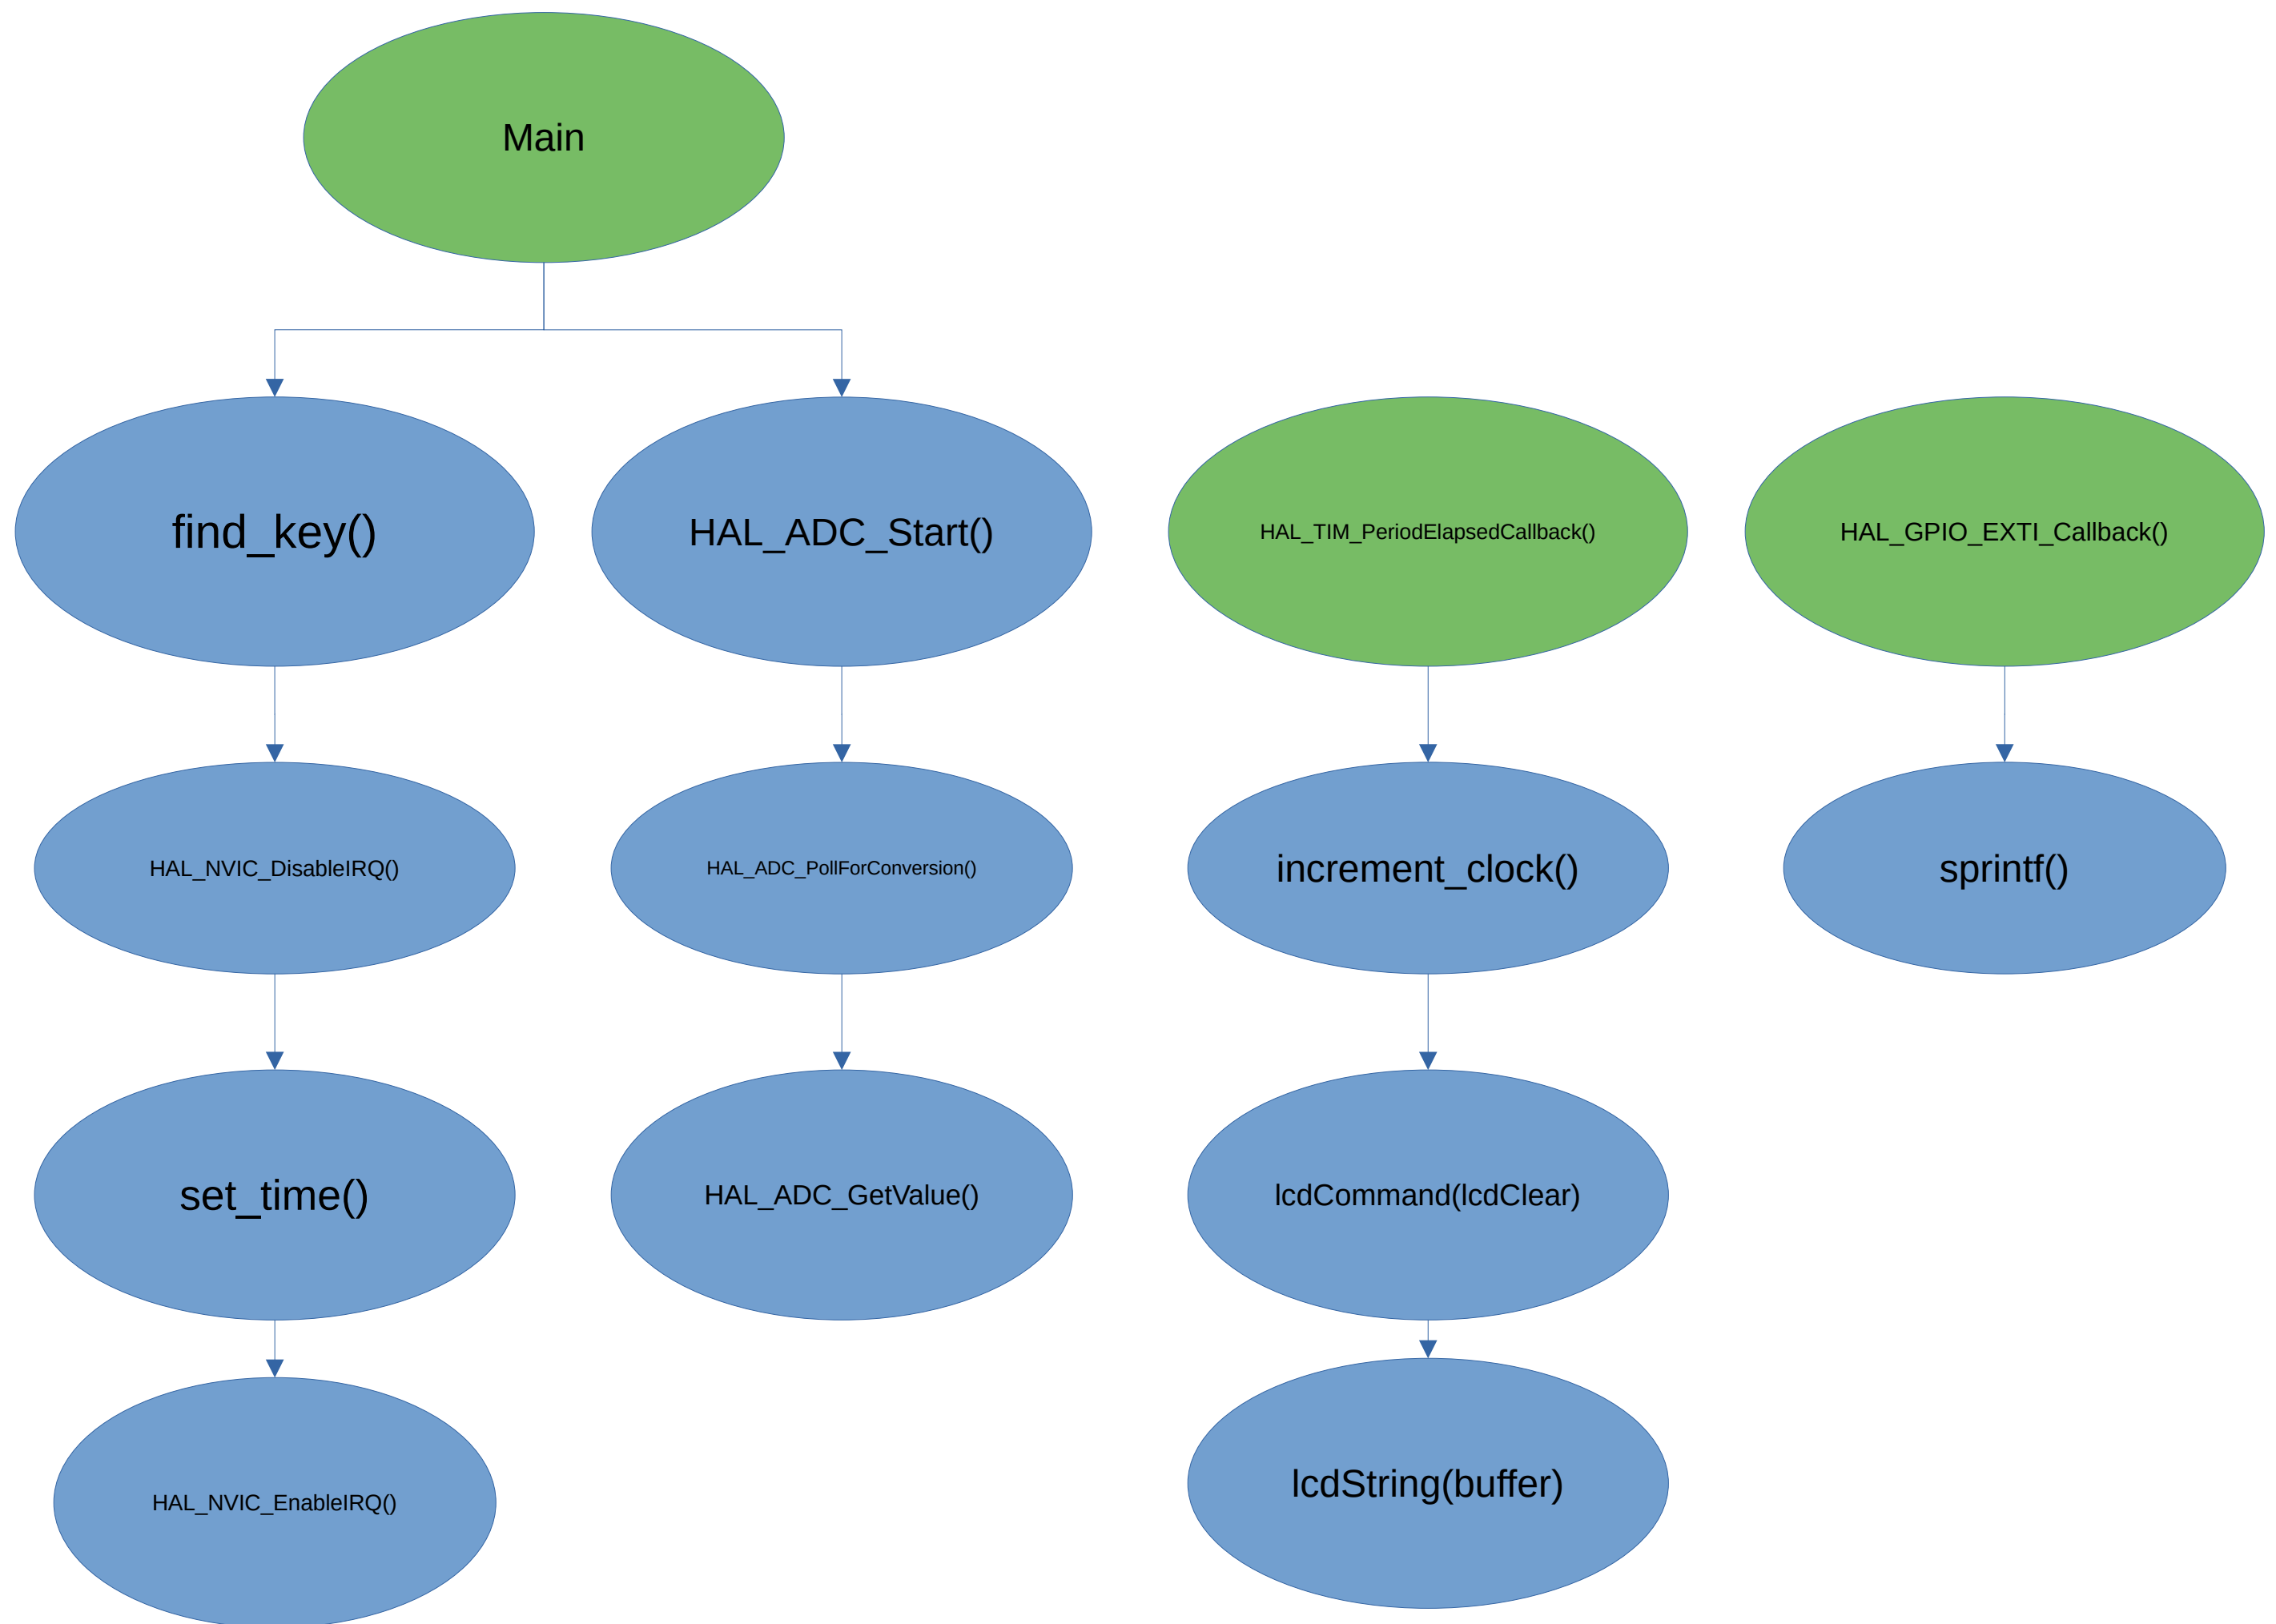 Main
find_key()
HAL_ADC_Start()
HAL_TIM_PeriodElapsedCallback()
HAL_GPIO_EXTI_Callback()
HAL_NVIC_DisableIRQ()
HAL_ADC_PollForConversion()
increment_clock()
sprintf()
set_time()
HAL_ADC_GetValue()
lcdCommand(lcdClear)
lcdString(buffer)
HAL_NVIC_EnableIRQ()